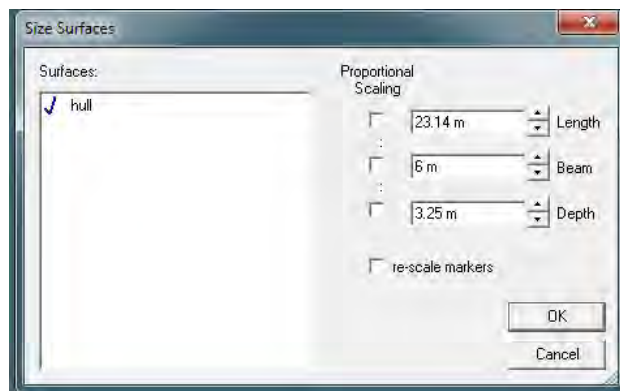 Size Surfaces
Surfaces:
hull
Proportional
Scaling
23.14 m Length
:
6 m Beam
:
3.25 m Depth
re-scale markers
OK
Cancel